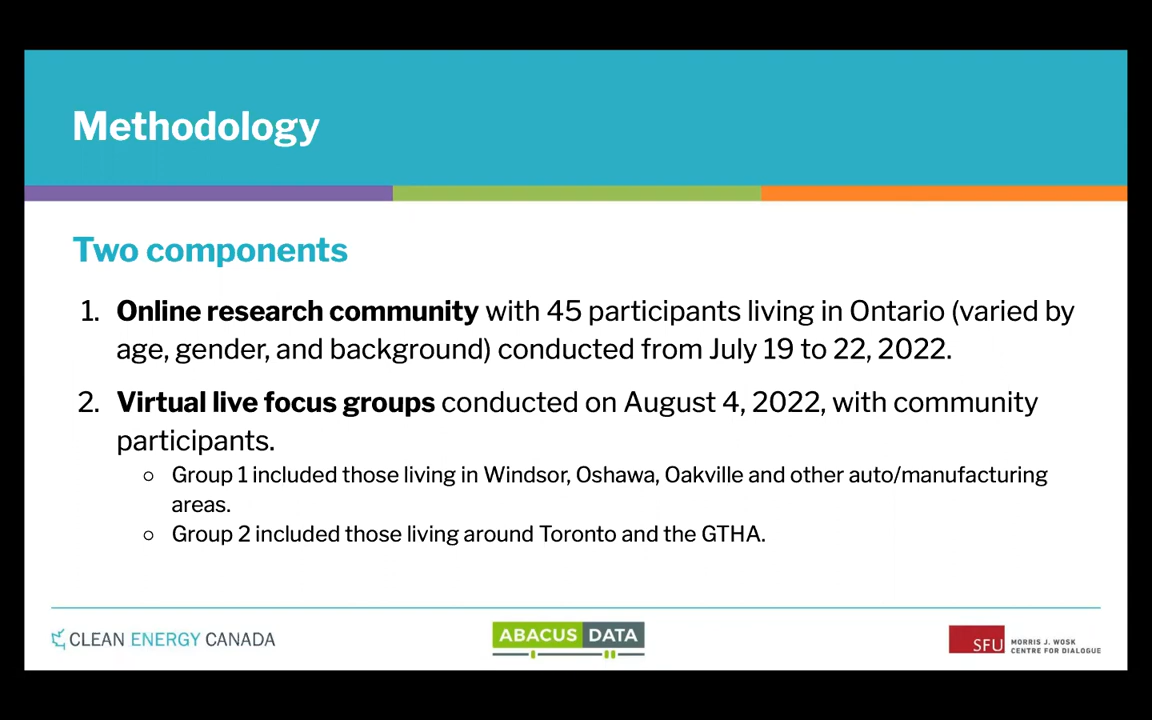 Methodology
Two components
1. Online research community with 45 participants living in Ontario (varied by
age, gender, and background) conducted from July 19 to 22, 2022.
2. Virtual live focus groups conducted on August 4, 2022, with community
participants.
○ Group 1 included those living in Windsor, Oshawa, Oakville and other auto/manufacturing
areas.
○ Group 2 included those living around Toronto and the GTHA.
CLEAN ENERGY CANADA
ABACUS DATA
SFU
MORRIS J. WOSK
CENTRE FOR DIALOGUE